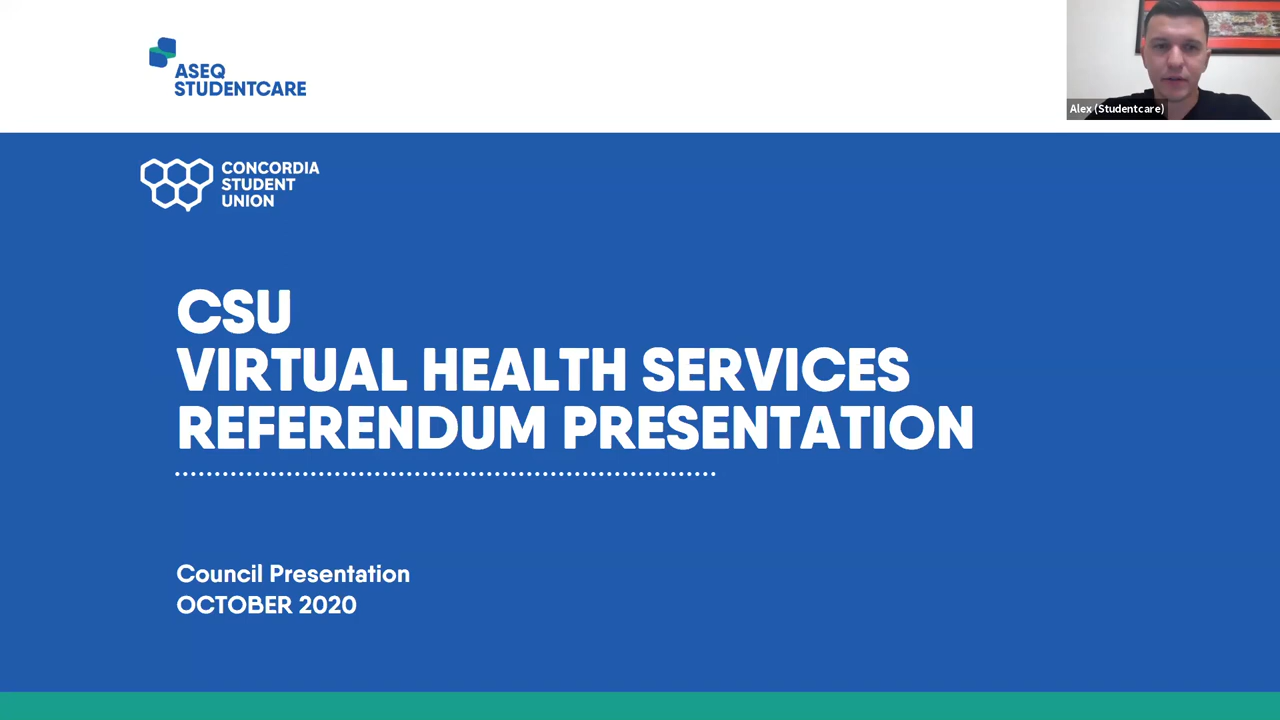 ASEQ
STUDENTCARE
Alex (Studentcare)
CONCORDIA
STUDENT
UNION
CSU
VIRTUAL HEALTH SERVICES
REFERENDUM PRESENTATION
Council Presentation
OCTOBER 2020